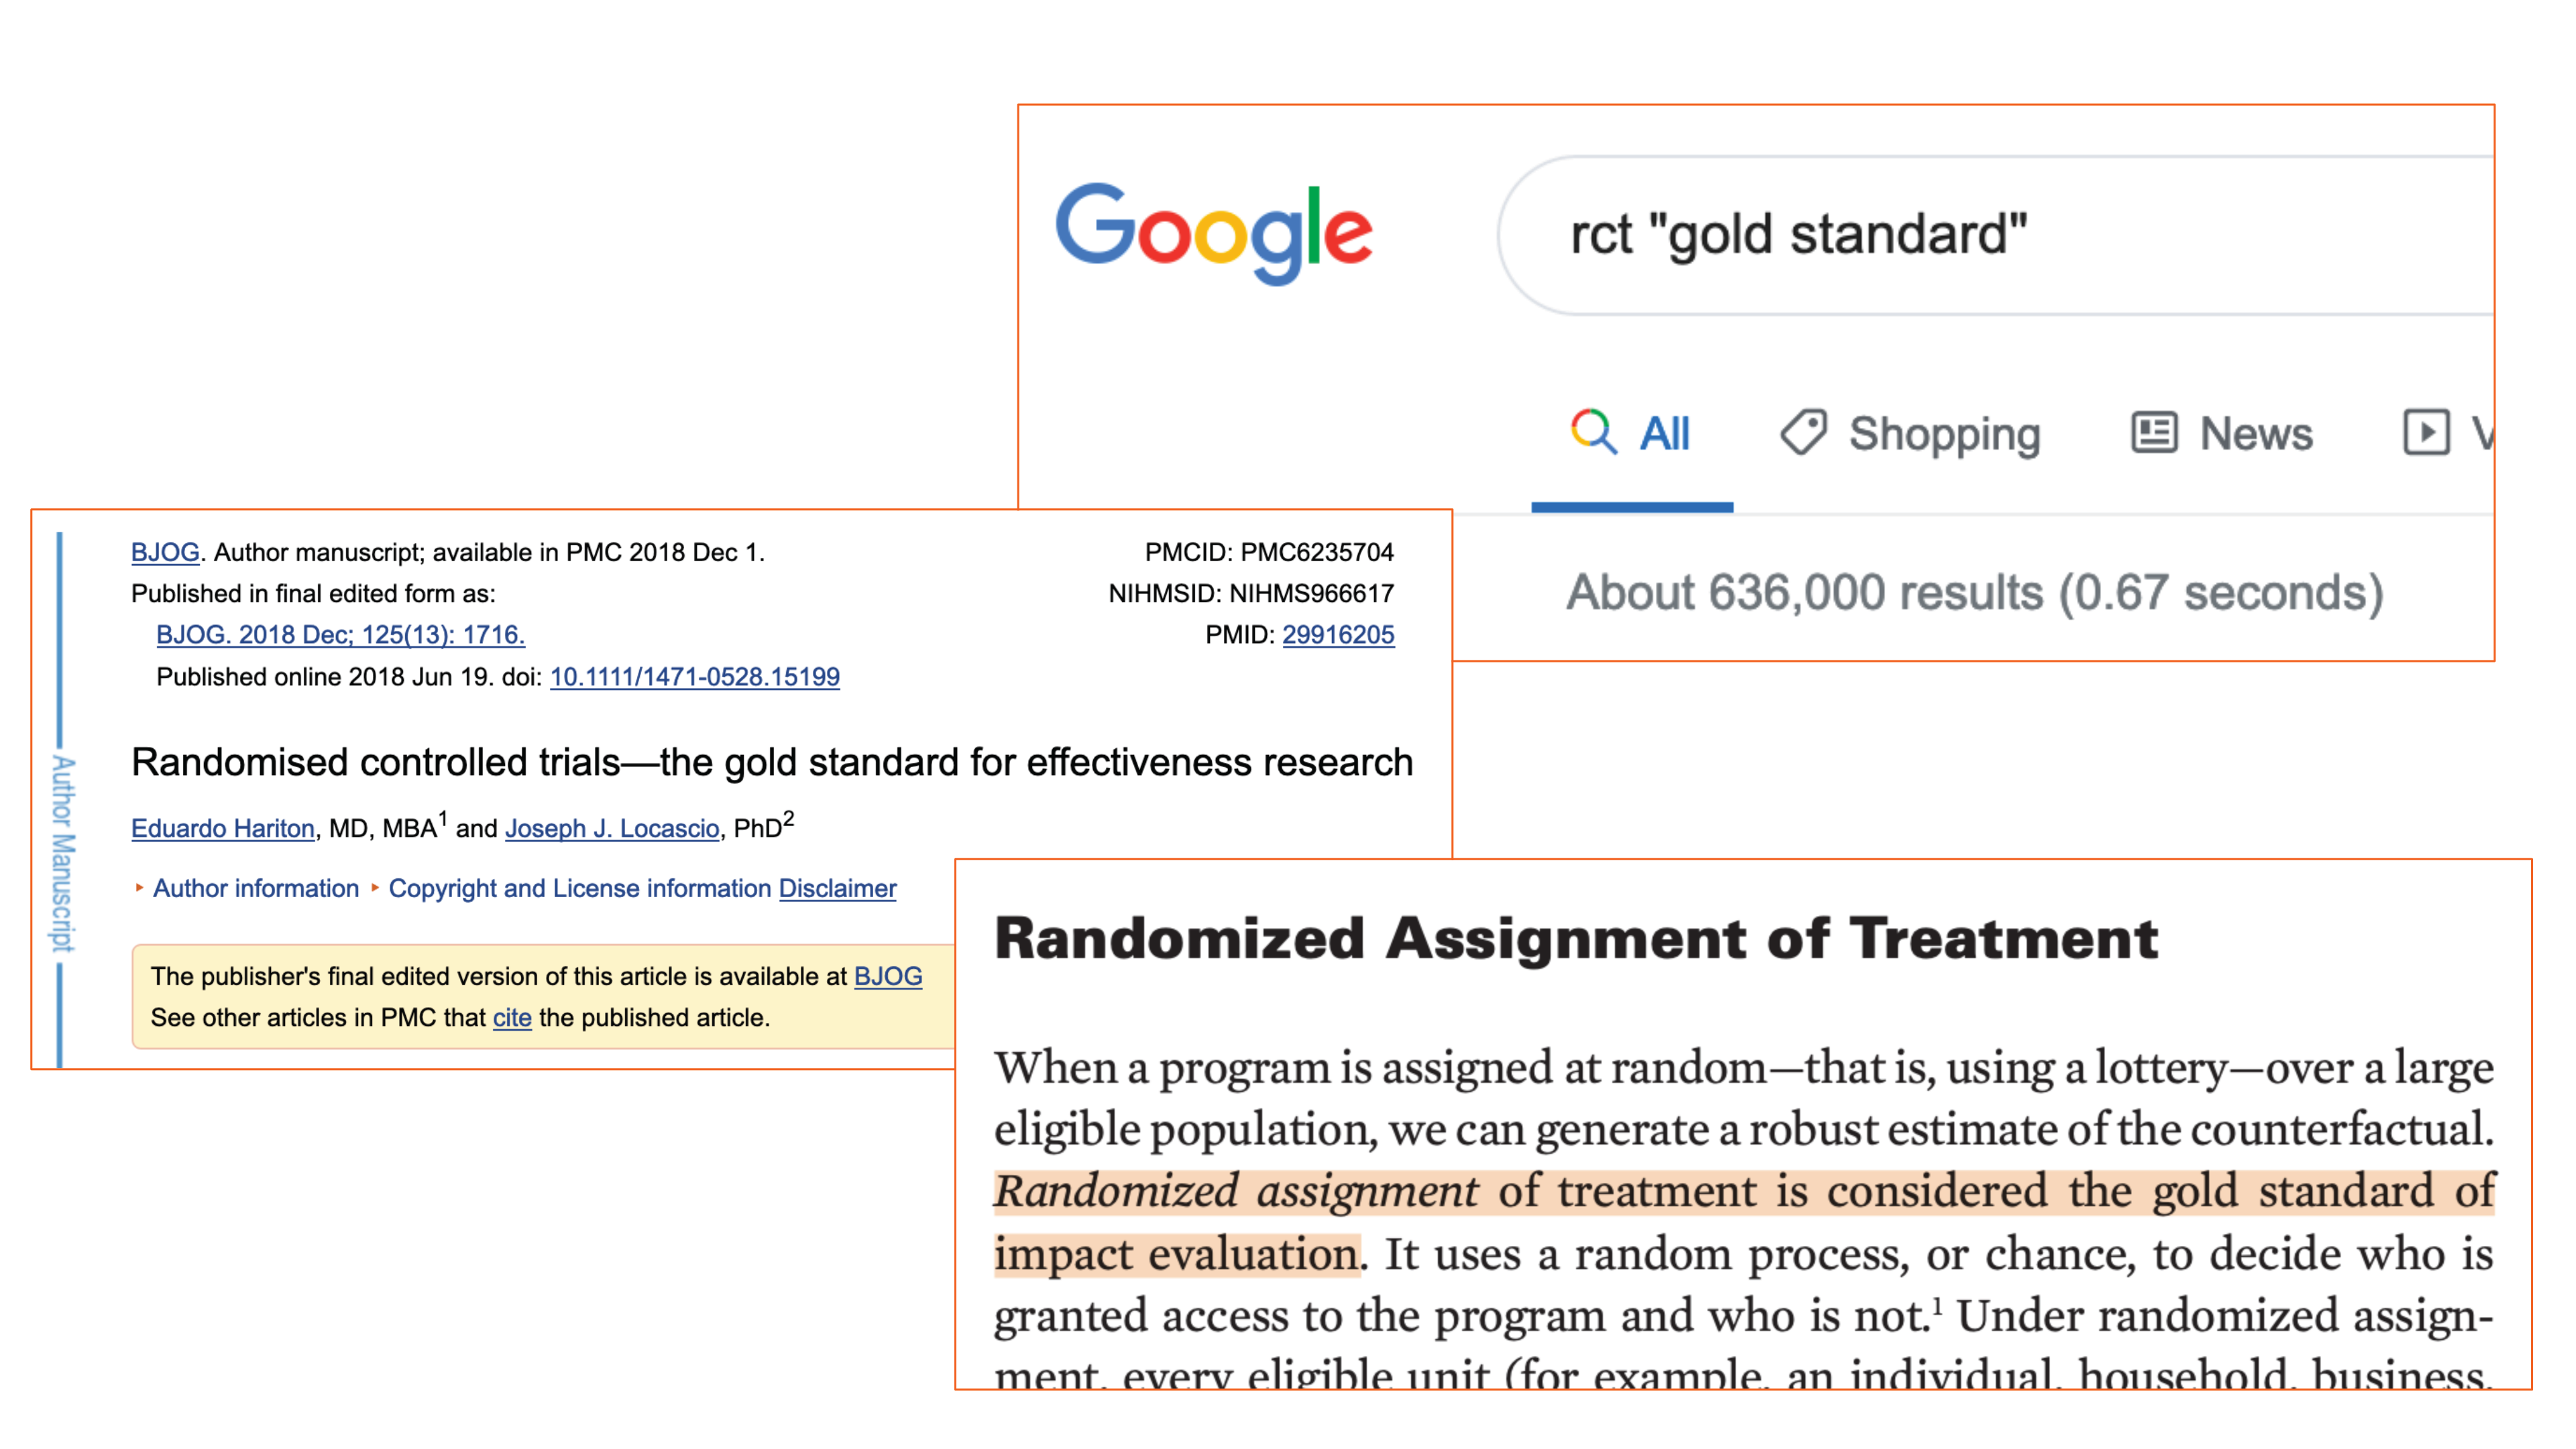 Google
rct "gold standard"
All Shopping News
About 636,000 results (0.67 seconds)
BJOG. Author manuscript; available in PMC 2018 Dec 1.
Published in final edited form as:
BJOG. 2018 Dec; 125(13): 1716.
Published online 2018 Jun 19. doi: 10.1111/1471-0528.15199
PMCID: PMC6235704
NIHMSID: NIHMS966617
PMID: 29916205
Author Manuscript
Randomised controlled trials—the gold standard for effectiveness research
Eduardo Hariton, MD, MBA1 and Joseph J. Locascio, PhD2
Author information Copyright and License information Disclaimer
The publisher's final edited version of this article is available at BJOG
See other articles in PMC that cite the published article.
Randomized Assignment of Treatment
When a program is assigned at random—that is, using a lottery—over a large
eligible population, we can generate a robust estimate of the counterfactual.
Randomized assignment of treatment is considered the gold standard of
impact evaluation. It uses a random process, or chance, to decide who is
granted access to the program and who is not.1 Under randomized assign-
ment, every eligible unit (for example, an individual, household, business,